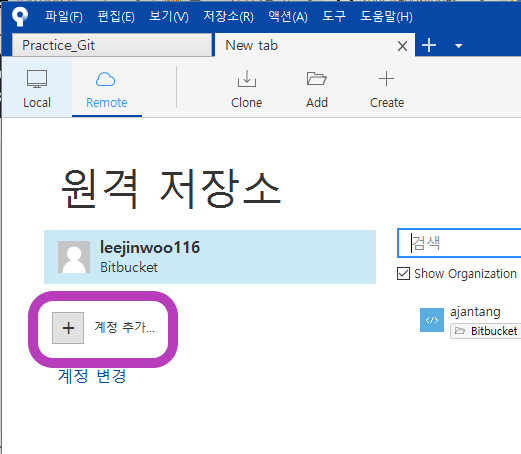 파일(F) 편집(E) 보기(V) 저장소(R) 액션(A) 도구 도움말(H)
Practice_Git New tab
Local Remote Clone Add Create
원격 저장소
leejinwoo116
Bitbucket
검색
Show Organization
계정 추가...
ajantang
Bitbucket
계정 변경